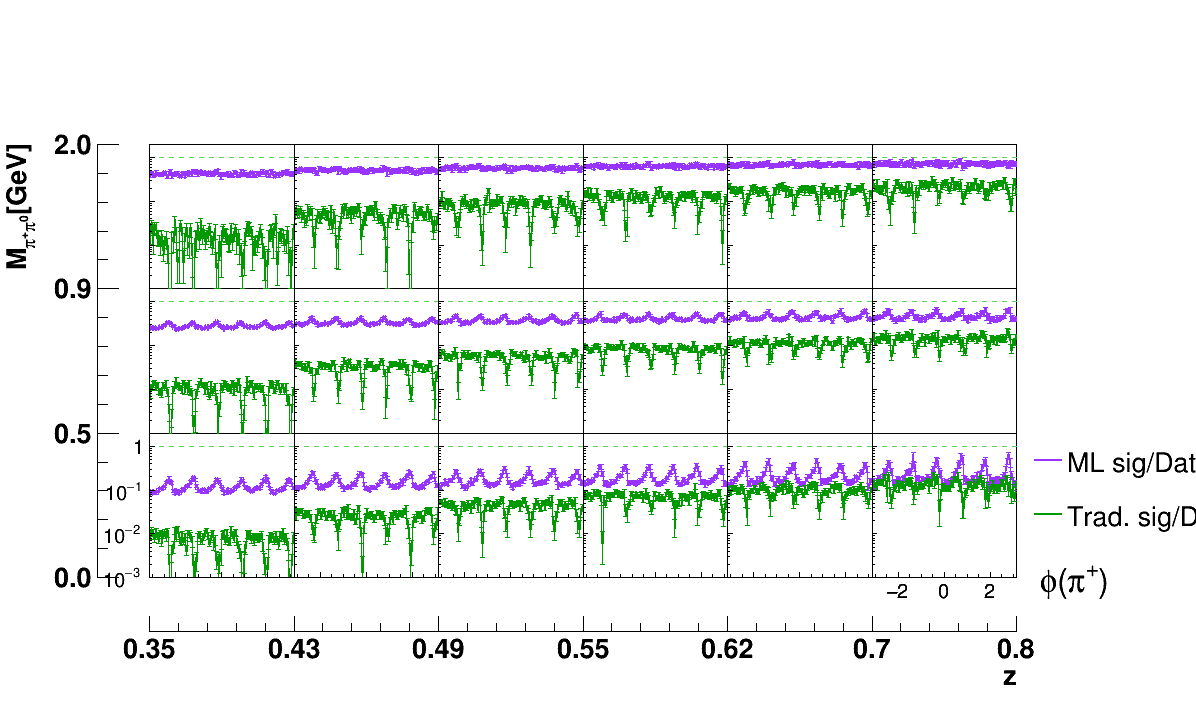 2.0
M π⁺π⁰ [GeV]
0.9
0.5
1
10⁻¹
10⁻²
10⁻³
0.0
ML sig/Dat
Trad. sig/D
−2 0 2
ϕ(π⁺)
0.35 0.43 0.49 0.55 0.62 0.7 0.8
z